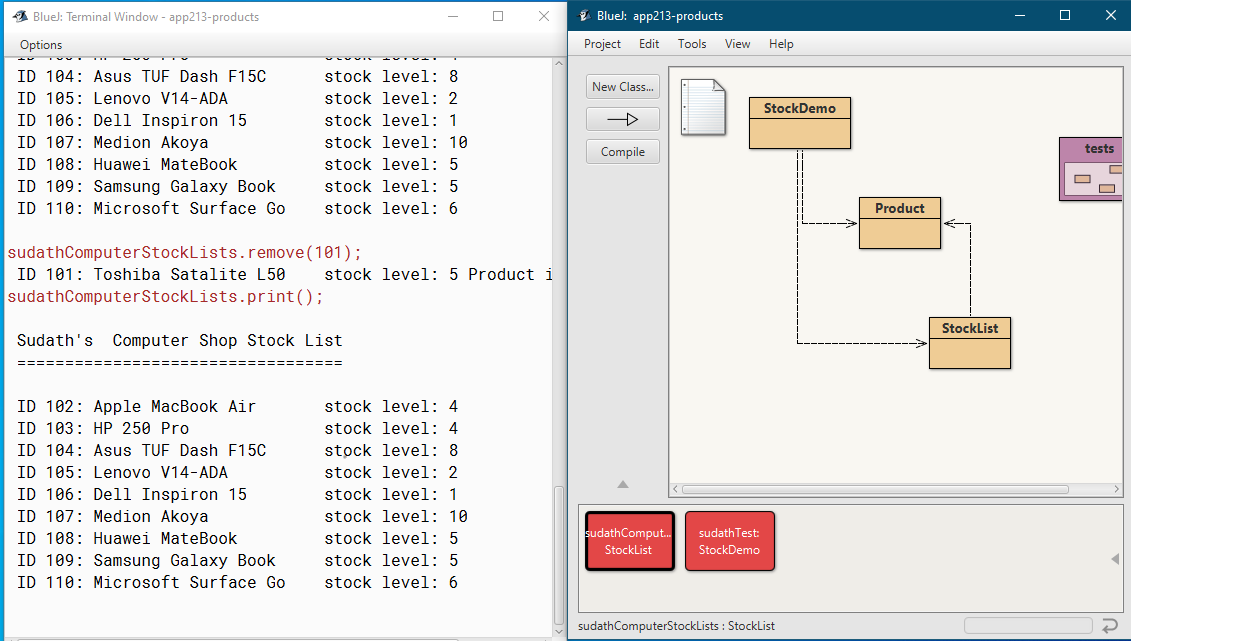 BlueJ: Terminal Window - app213-products
Options
ID 104: Asus TUF Dash F15C stock level: 8
ID 105: Lenovo V14-ADA stock level: 2
ID 106: Dell Inspiron 15 stock level: 1
ID 107: Medion Akoya stock level: 10
ID 108: Huawei MateBook stock level: 5
ID 109: Samsung Galaxy Book stock level: 5
ID 110: Microsoft Surface Go stock level: 6
sudathComputerStockLists.remove(101);
ID 101: Toshiba Satalite L50 stock level: 5 Product i
sudathComputerStockLists.print();
Sudath's Computer Shop Stock List
==================================
ID 102: Apple MacBook Air stock level: 4
ID 103: HP 250 Pro stock level: 4
ID 104: Asus TUF Dash F15C stock level: 8
ID 105: Lenovo V14-ADA stock level: 2
ID 106: Dell Inspiron 15 stock level: 1
ID 107: Medion Akoya stock level: 10
ID 108: Huawei MateBook stock level: 5
ID 109: Samsung Galaxy Book stock level: 5
ID 110: Microsoft Surface Go stock level: 6
BlueJ: app213-products
Project Edit Tools View Help
New Class...
Compile
StockDemo
tests
Product
StockList
sudathComput...
StockList
sudathTest:
StockDemo
sudathComputerStockLists : StockList